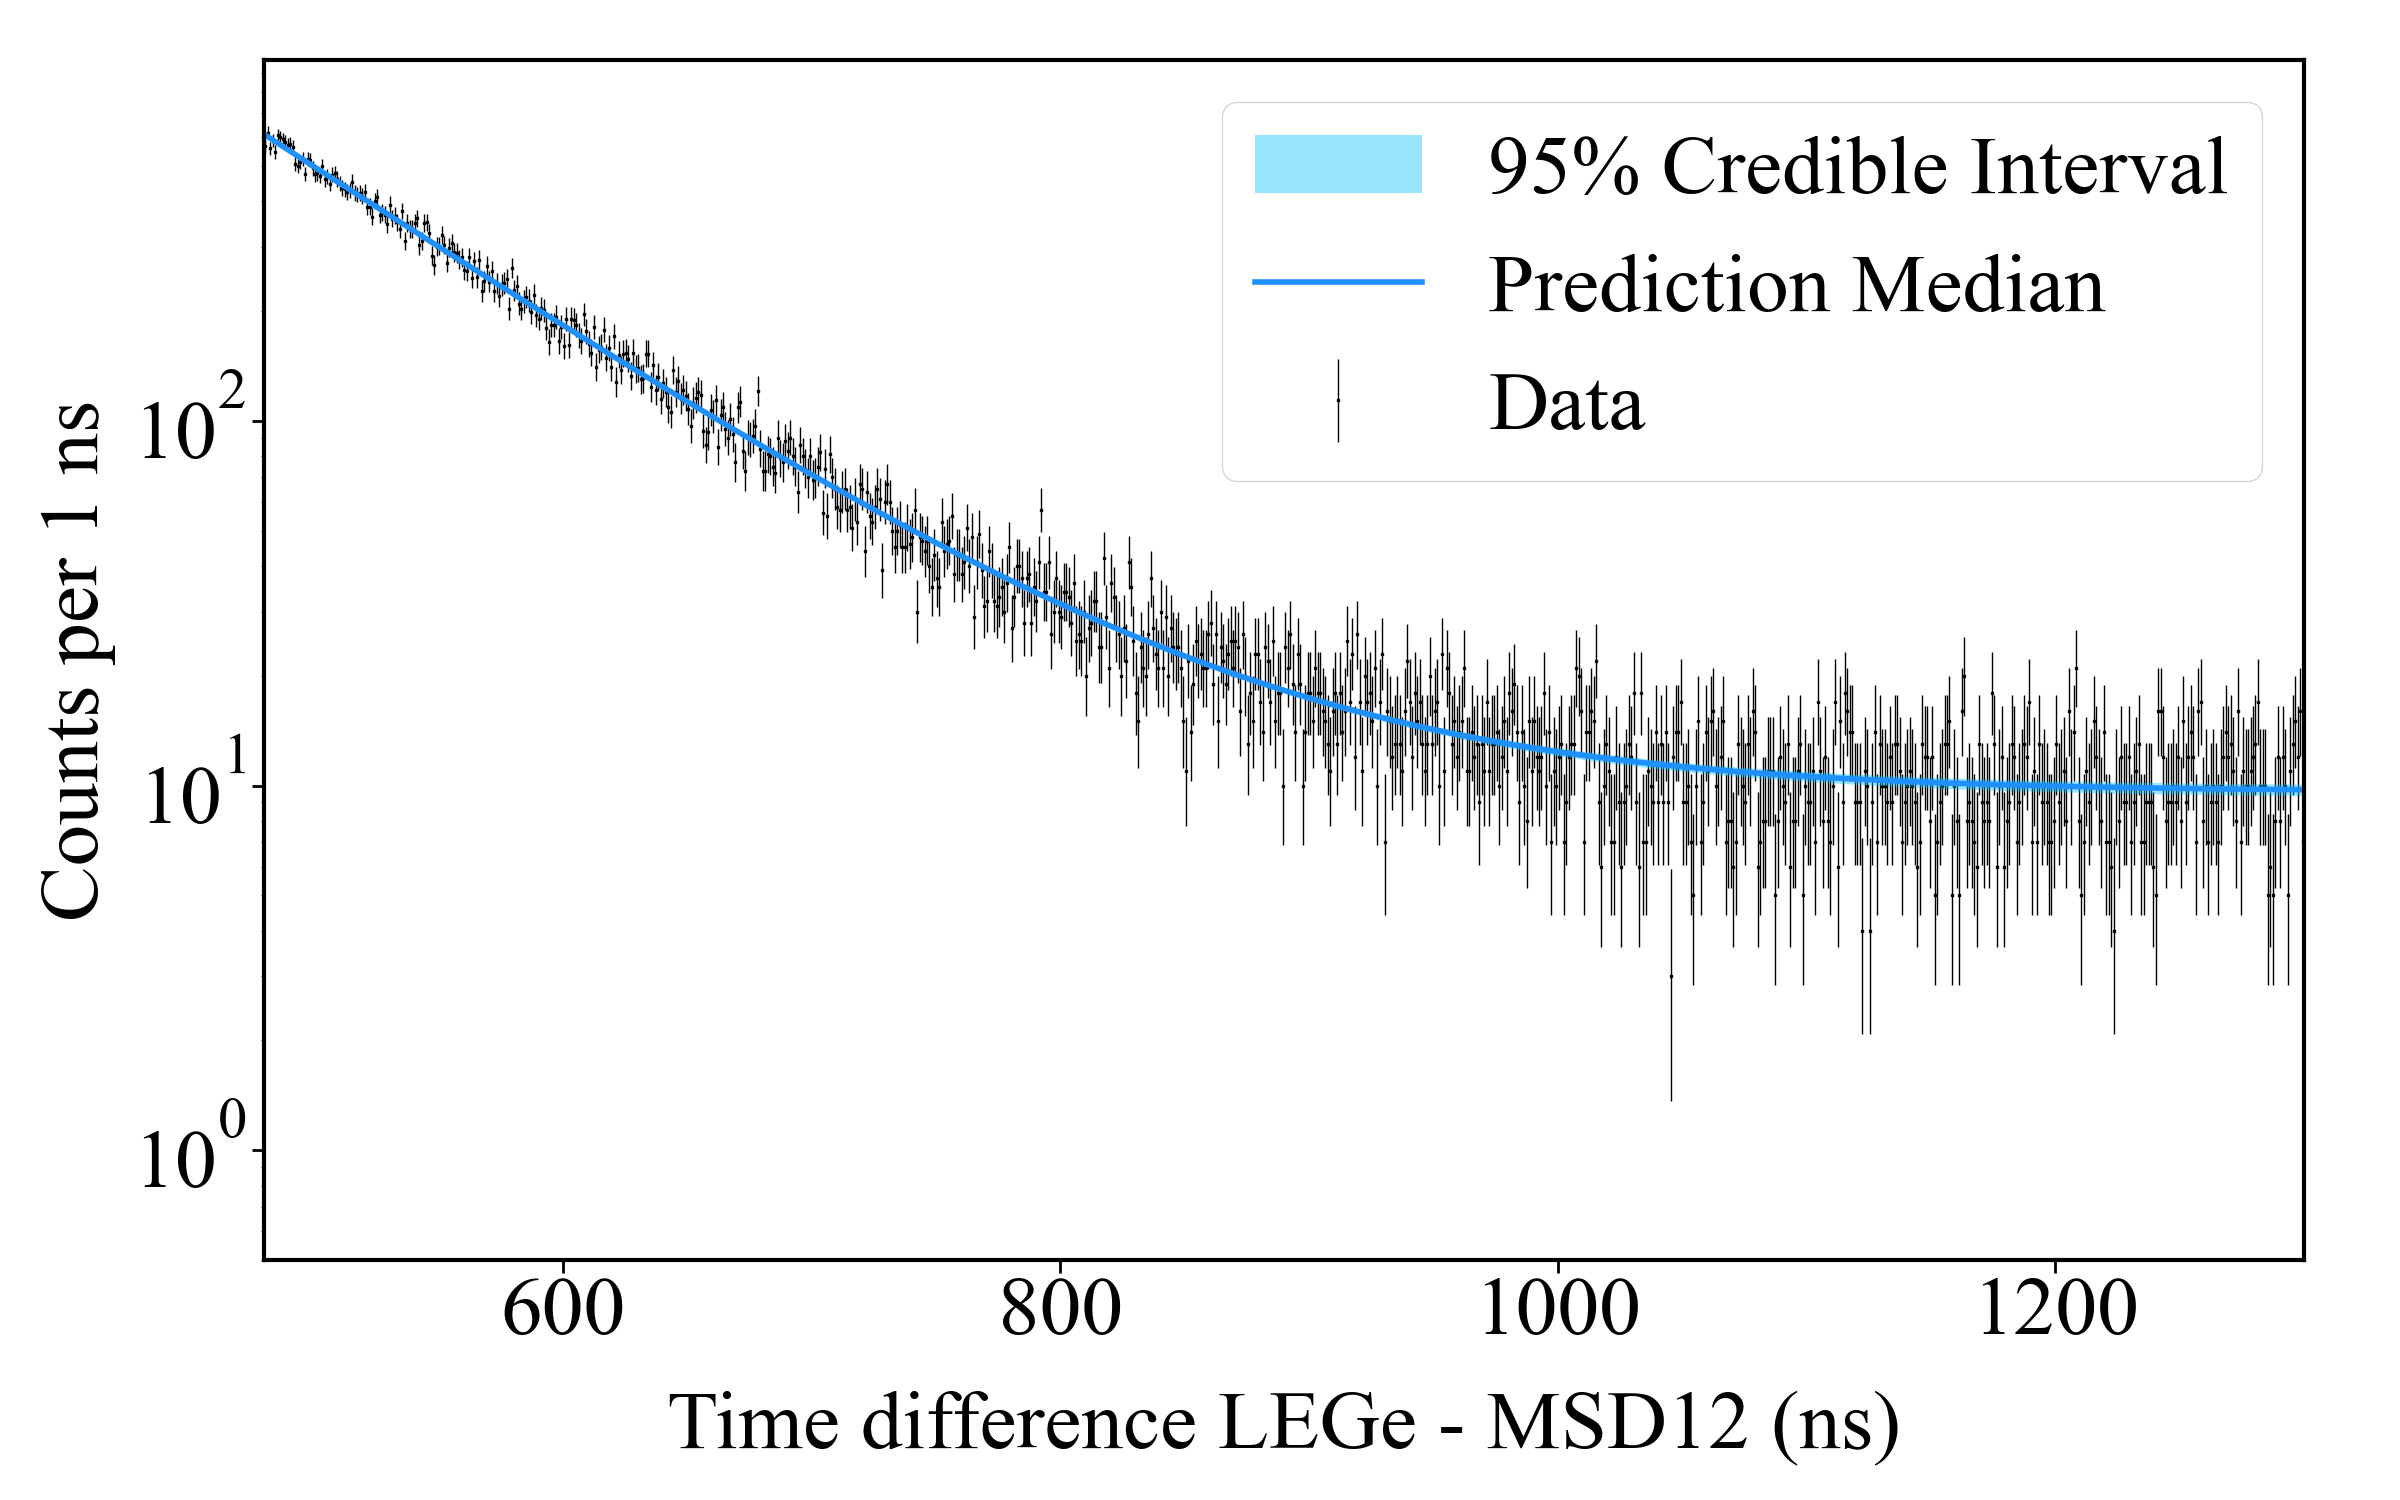 95% Credible Interval
Prediction Median
Data
Counts per 1 ns
10^2
10^1
10^0
600 800 1000 1200
Time difference LEGe - MSD12 (ns)